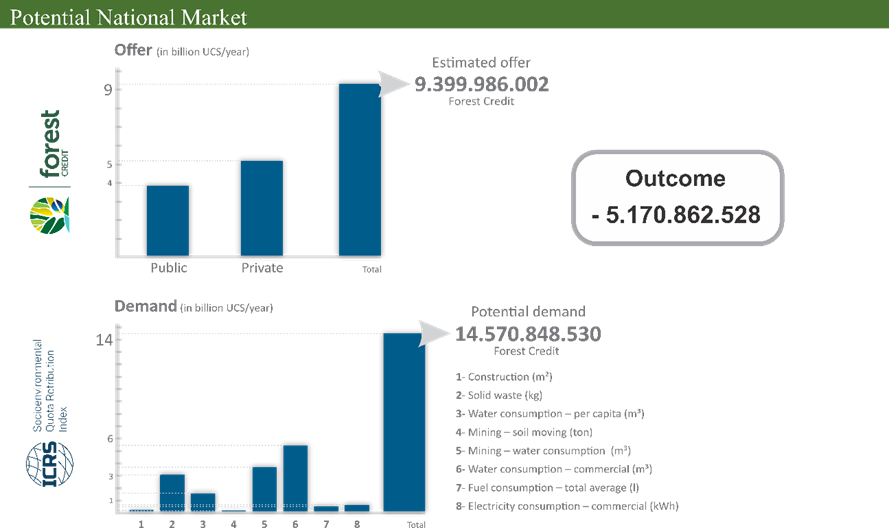 Potential National Market
Offer (in billion UCS/year)
9
5
4
Public
Private
Total
Estimated offer
9.399.986.002
Forest Credit
forest
CREDIT
Outcome
- 5.170.862.528
Demand (in billion UCS/year)
14
6
3
1
1 2 3 4 5 6 7 8 Total
Potential demand
14.570.848.530
Forest Credit
1- Construction (m²)
2- Solid waste (kg)
3- Water consumption – per capita (m³)
4- Mining – soil moving (ton)
5- Mining – water consumption (m³)
6- Water consumption – commercial (m³)
7- Fuel consumption – total average (l)
8- Electricity consumption – commercial (kWh)
ICRS
Socioenvironmental
Quota Retribution
Index